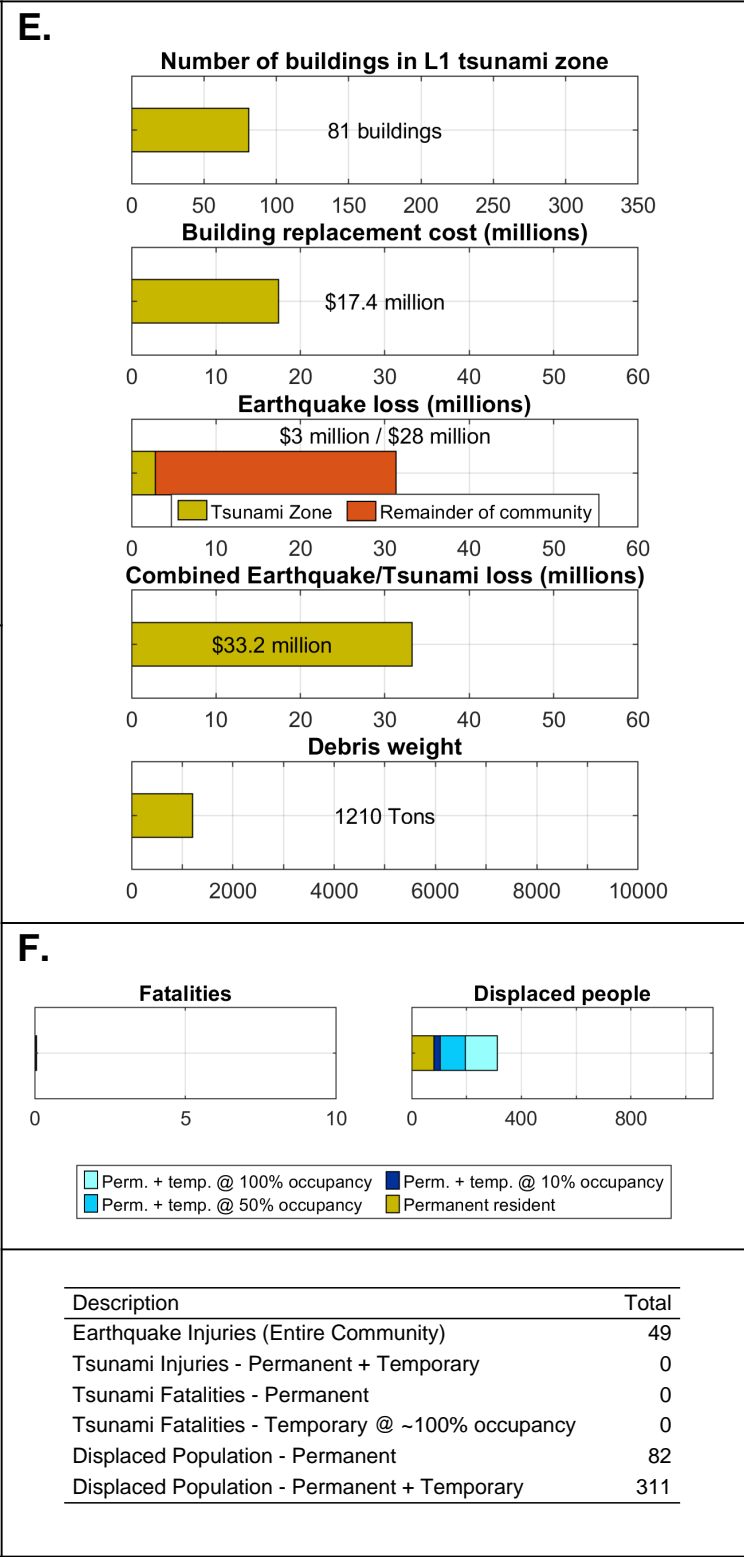 E.
Number of buildings in L1 tsunami zone
81 buildings
0 50 100 150 200 250 300 350
Building replacement cost (millions)
$17.4 million
0 10 20 30 40 50 60
Earthquake loss (millions)
$3 million / $28 million
Tsunami Zone Remainder of community
0 10 20 30 40 50 60
Combined Earthquake/Tsunami loss (millions)
$33.2 million
0 10 20 30 40 50 60
Debris weight
1210 Tons
0 2000 4000 6000 8000 10000
F.
Fatalities Displaced people
0 5 10 0 400 800
Perm. + temp. @ 100% occupancy Perm. + temp. @ 10% occupancy
Perm. + temp. @ 50% occupancy Permanent resident
Description Total
Earthquake Injuries (Entire Community) 49
Tsunami Injuries - Permanent + Temporary 0
Tsunami Fatalities - Permanent 0
Tsunami Fatalities - Temporary @ ~100% occupancy 0
Displaced Population - Permanent 82
Displaced Population - Permanent + Temporary 311